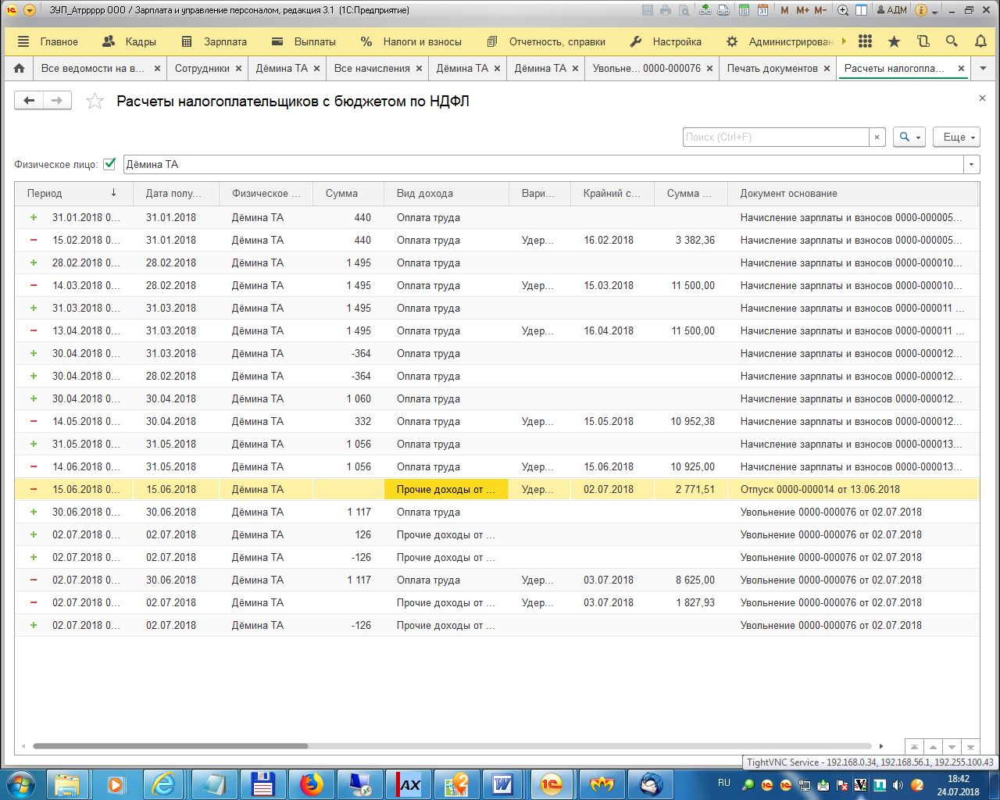 ЗУП_Атррррр ООО / Зарплата и управление персоналом, редакция 3.1 (1С:Предприятие)
M M+ M- АДМ
Главное Кадры Зарплата Выплаты Налоги и взносы Отчетность, справки Настройка Администрирован
Все ведомости на в... Сотрудники Дёмина ТА Все начисления Дёмина ТА Дёмина ТА Увольне... 0000-000076 Печать документов Расчеты налогопла...
Расчеты налогоплательщиков с бюджетом по НДФЛ
Поиск (Ctrl+F) Еще
Физическое лицо: Дёмина ТА
Период Дата полу... Физическое ... Сумма Вид дохода Вари... Крайний с... Сумма ... Документ основание
+ 31.01.2018 0... 31.01.2018 Дёмина ТА 440 Оплата труда Начисление зарплаты и взносов 0000-000005...
− 15.02.2018 0... 31.01.2018 Дёмина ТА 440 Оплата труда Удер... 16.02.2018 3 382,36 Начисление зарплаты и взносов 0000-000005...
+ 28.02.2018 0... 28.02.2018 Дёмина ТА 1 495 Оплата труда Начисление зарплаты и взносов 0000-000010...
− 14.03.2018 0... 28.02.2018 Дёмина ТА 1 495 Оплата труда Удер... 15.03.2018 11 500,00 Начисление зарплаты и взносов 0000-000010...
+ 31.03.2018 0... 31.03.2018 Дёмина ТА 1 495 Оплата труда Начисление зарплаты и взносов 0000-000011 ...
− 13.04.2018 0... 31.03.2018 Дёмина ТА 1 495 Оплата труда Удер... 16.04.2018 11 500,00 Начисление зарплаты и взносов 0000-000011 ...
+ 30.04.2018 0... 31.03.2018 Дёмина ТА -364 Оплата труда Начисление зарплаты и взносов 0000-000012...
+ 30.04.2018 0... 28.02.2018 Дёмина ТА -364 Оплата труда Начисление зарплаты и взносов 0000-000012...
+ 30.04.2018 0... 30.04.2018 Дёмина ТА 1 060 Оплата труда Начисление зарплаты и взносов 0000-000012...
− 14.05.2018 0... 30.04.2018 Дёмина ТА 332 Оплата труда Удер... 15.05.2018 10 952,38 Начисление зарплаты и взносов 0000-000012...
+ 31.05.2018 0... 31.05.2018 Дёмина ТА 1 056 Оплата труда Начисление зарплаты и взносов 0000-000013...
− 14.06.2018 0... 31.05.2018 Дёмина ТА 1 056 Оплата труда Удер... 15.06.2018 10 925,00 Начисление зарплаты и взносов 0000-000013...
− 15.06.2018 0... 15.06.2018 Дёмина ТА Прочие доходы от ... Удер... 02.07.2018 2 771,51 Отпуск 0000-000014 от 13.06.2018
+ 30.06.2018 0... 30.06.2018 Дёмина ТА 1 117 Оплата труда Увольнение 0000-000076 от 02.07.2018
+ 02.07.2018 0... 02.07.2018 Дёмина ТА 126 Прочие доходы от ... Увольнение 0000-000076 от 02.07.2018
+ 02.07.2018 0... 02.07.2018 Дёмина ТА -126 Прочие доходы от ... Увольнение 0000-000076 от 02.07.2018
− 02.07.2018 0... 30.06.2018 Дёмина ТА 1 117 Оплата труда Удер... 03.07.2018 8 625,00 Увольнение 0000-000076 от 02.07.2018
− 02.07.2018 0... 02.07.2018 Дёмина ТА Прочие доходы от ... Удер... 03.07.2018 1 827,93 Увольнение 0000-000076 от 02.07.2018
+ 02.07.2018 0... 02.07.2018 Дёмина ТА -126 Прочие доходы от ... Увольнение 0000-000076 от 02.07.2018
TightVNC Service - 192.168.0.34, 192.168.56.1, 192.255.100.43
AX RU 18:42
24.07.2018